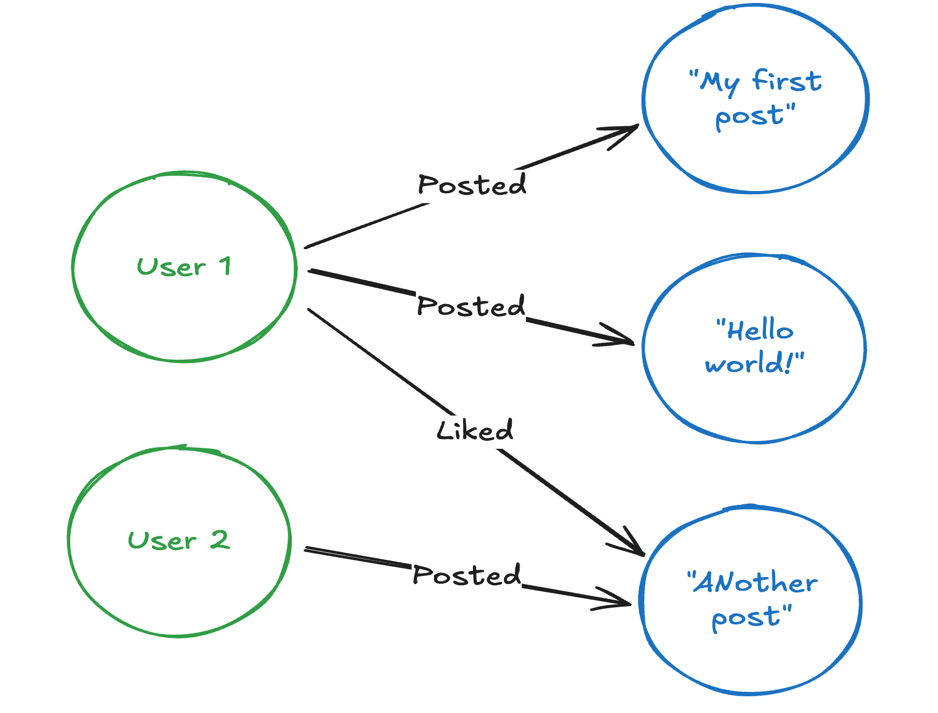 "My first
post"
Posted
User 1
Posted
"Hello
world!"
Liked
User 2
Posted
"ANother
post"